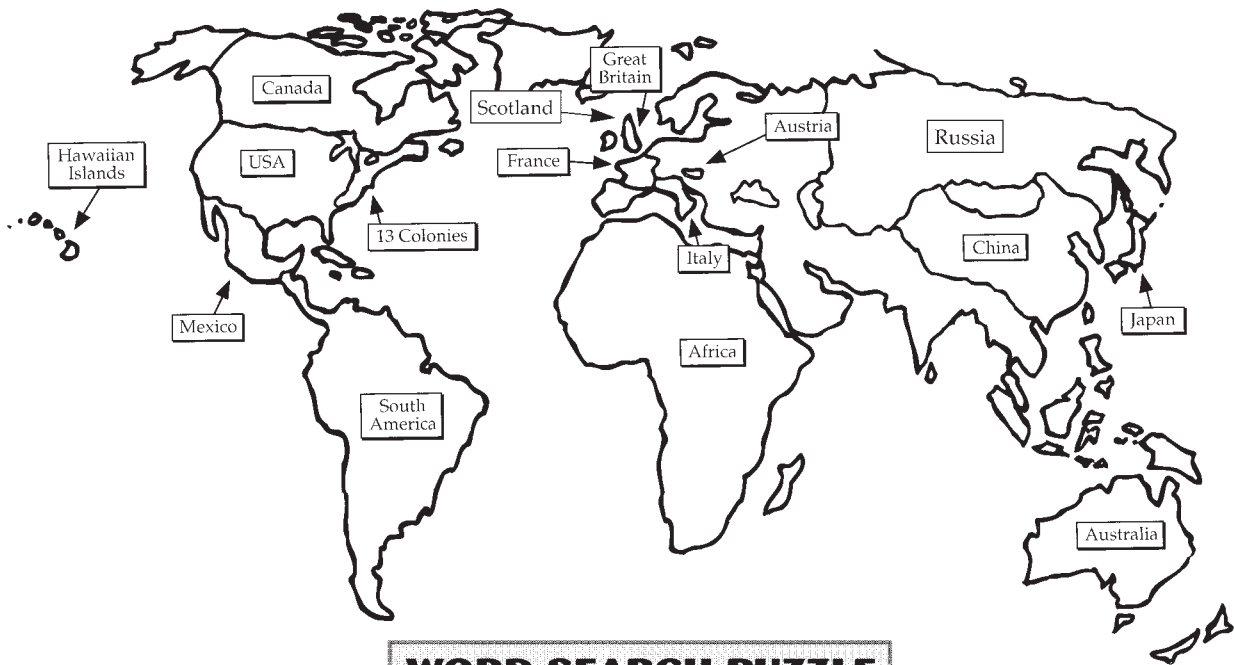 Great
Britain
Canada
Scotland
Austria
Russia
Hawaiian
Islands
USA
France
13 Colonies
China
Italy
Mexico
Japan
Africa
South
America
Australia
WORD SEARCH PUZZLE